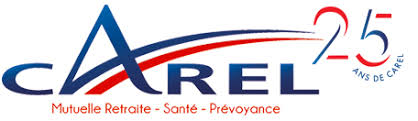 CAREL
25
ANS DE CAREL
Mutuelle Retraite - Santé - Prévoyance